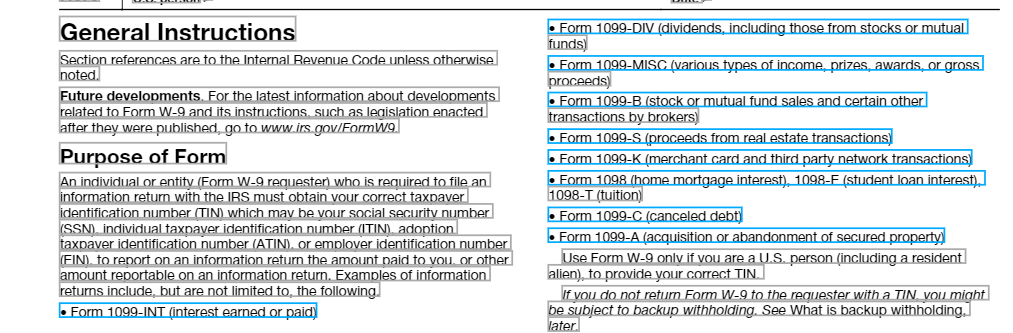 General Instructions
Section references are to the Internal Revenue Code unless otherwise
noted.
Future developments. For the latest information about developments
related to Form W-9 and its instructions, such as legislation enacted
after they were published, go to www.irs.gov/FormW9.
Purpose of Form
An individual or entity (Form W-9 requester) who is required to file an
information return with the IRS must obtain your correct taxpayer
identification number (TIN) which may be your social security number
(SSN), individual taxpayer identification number (ITIN), adoption
taxpayer identification number (ATIN), or employer identification number
(EIN), to report on an information return the amount paid to you, or other
amount reportable on an information return. Examples of information
returns include, but are not limited to, the following.
• Form 1099-INT (interest earned or paid)
• Form 1099-DIV (dividends, including those from stocks or mutual
funds)
• Form 1099-MISC (various types of income, prizes, awards, or gross
proceeds)
• Form 1099-B (stock or mutual fund sales and certain other
transactions by brokers)
• Form 1099-S (proceeds from real estate transactions)
• Form 1099-K (merchant card and third party network transactions)
• Form 1098 (home mortgage interest), 1098-E (student loan interest),
1098-T (tuition)
• Form 1099-C (canceled debt)
• Form 1099-A (acquisition or abandonment of secured property)
Use Form W-9 only if you are a U.S. person (including a resident
alien), to provide your correct TIN.
If you do not return Form W-9 to the requester with a TIN, you might
be subject to backup withholding. See What is backup withholding,
later.